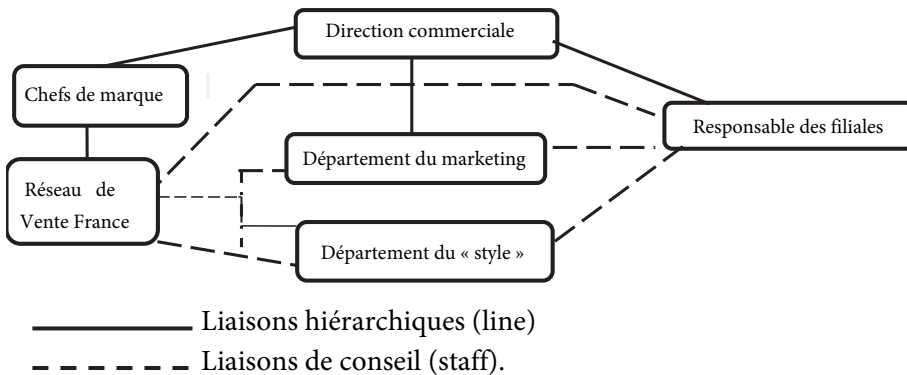 Direction commerciale
Chefs de marque
Responsable des filiales
Département du marketing
Réseau de
Vente France
Département du « style »
Liaisons hiérarchiques (line)
Liaisons de conseil (staff).